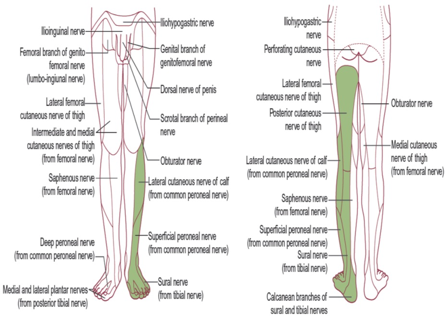 Ilioinguinal nerve
Femoral branch of genito
femoral nerve
(lumbo-ingiunal nerve)
Lateral femoral
cutaneous nerve of thigh
Intermediate and medial
cutaneous nerves of thigh
(from femoral nerve)
Saphenous nerve
(from femoral nerve)
Deep peroneal nerve
(from common peroneal nerve)
Medial and lateral plantar nerves
(from posterior tibial nerve)
Iliohypogastric nerve
Genital branch of
genitofemoral nerve
Dorsal nerve of penis
Scrotal branch of perineal
nerve
Obturator nerve
Lateral cutaneous nerve of calf
(from common peroneal nerve)
Superficial peroneal nerve
(from common peroneal nerve)
Sural nerve
(from tibial nerve)
Iliohypogastric
nerve
Perforating cutaneous
nerve
Lateral femoral
cutaneous nerve of thigh
Posterior cutaneous
nerve of thigh
Lateral cutaneous nerve of calf
(from common peroneal nerve)
Saphenous nerve
(from femoral nerve)
Superficial peroneal nerve
(from common peroneal nerve)
Sural nerve
(from tibial nerve)
Calcanean branches of
sural and tibial nerves
Obturator nerve
Medial cutaneous
nerve of thigh
(from femoral nerve)